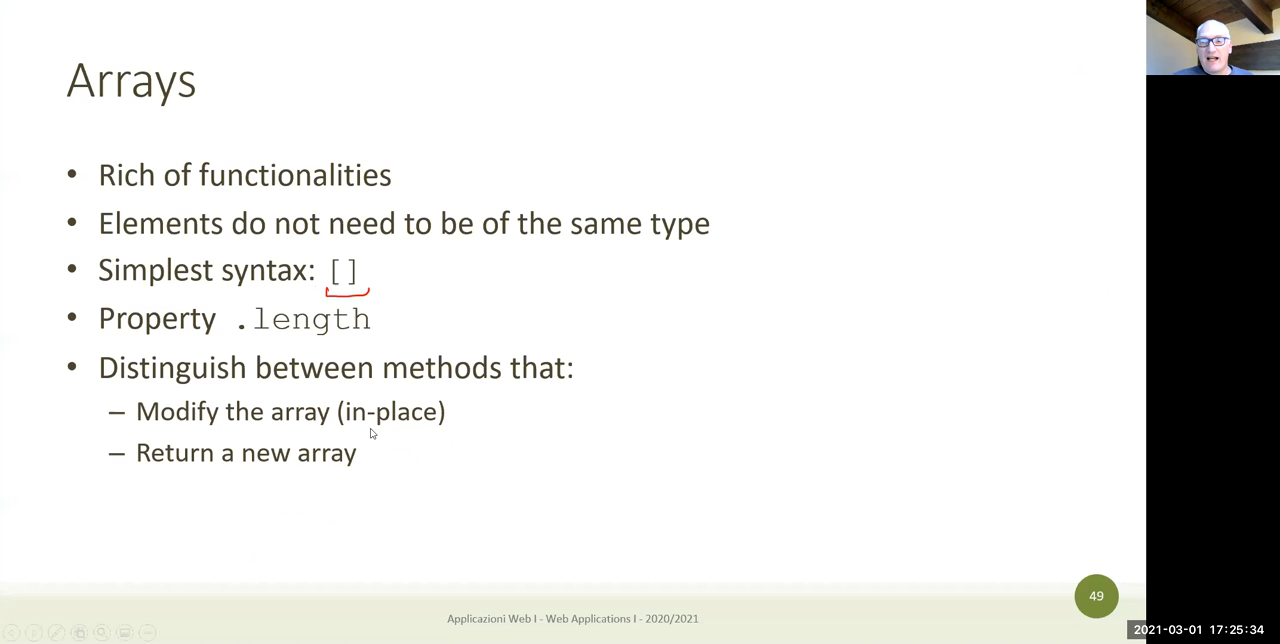 Arrays
• Rich of functionalities
• Elements do not need to be of the same type
• Simplest syntax: []
• Property .length
• Distinguish between methods that:
– Modify the array (in-place)
– Return a new array
49
Applicazioni Web I - Web Applications I - 2020/2021
2021-03-01 17:25:34